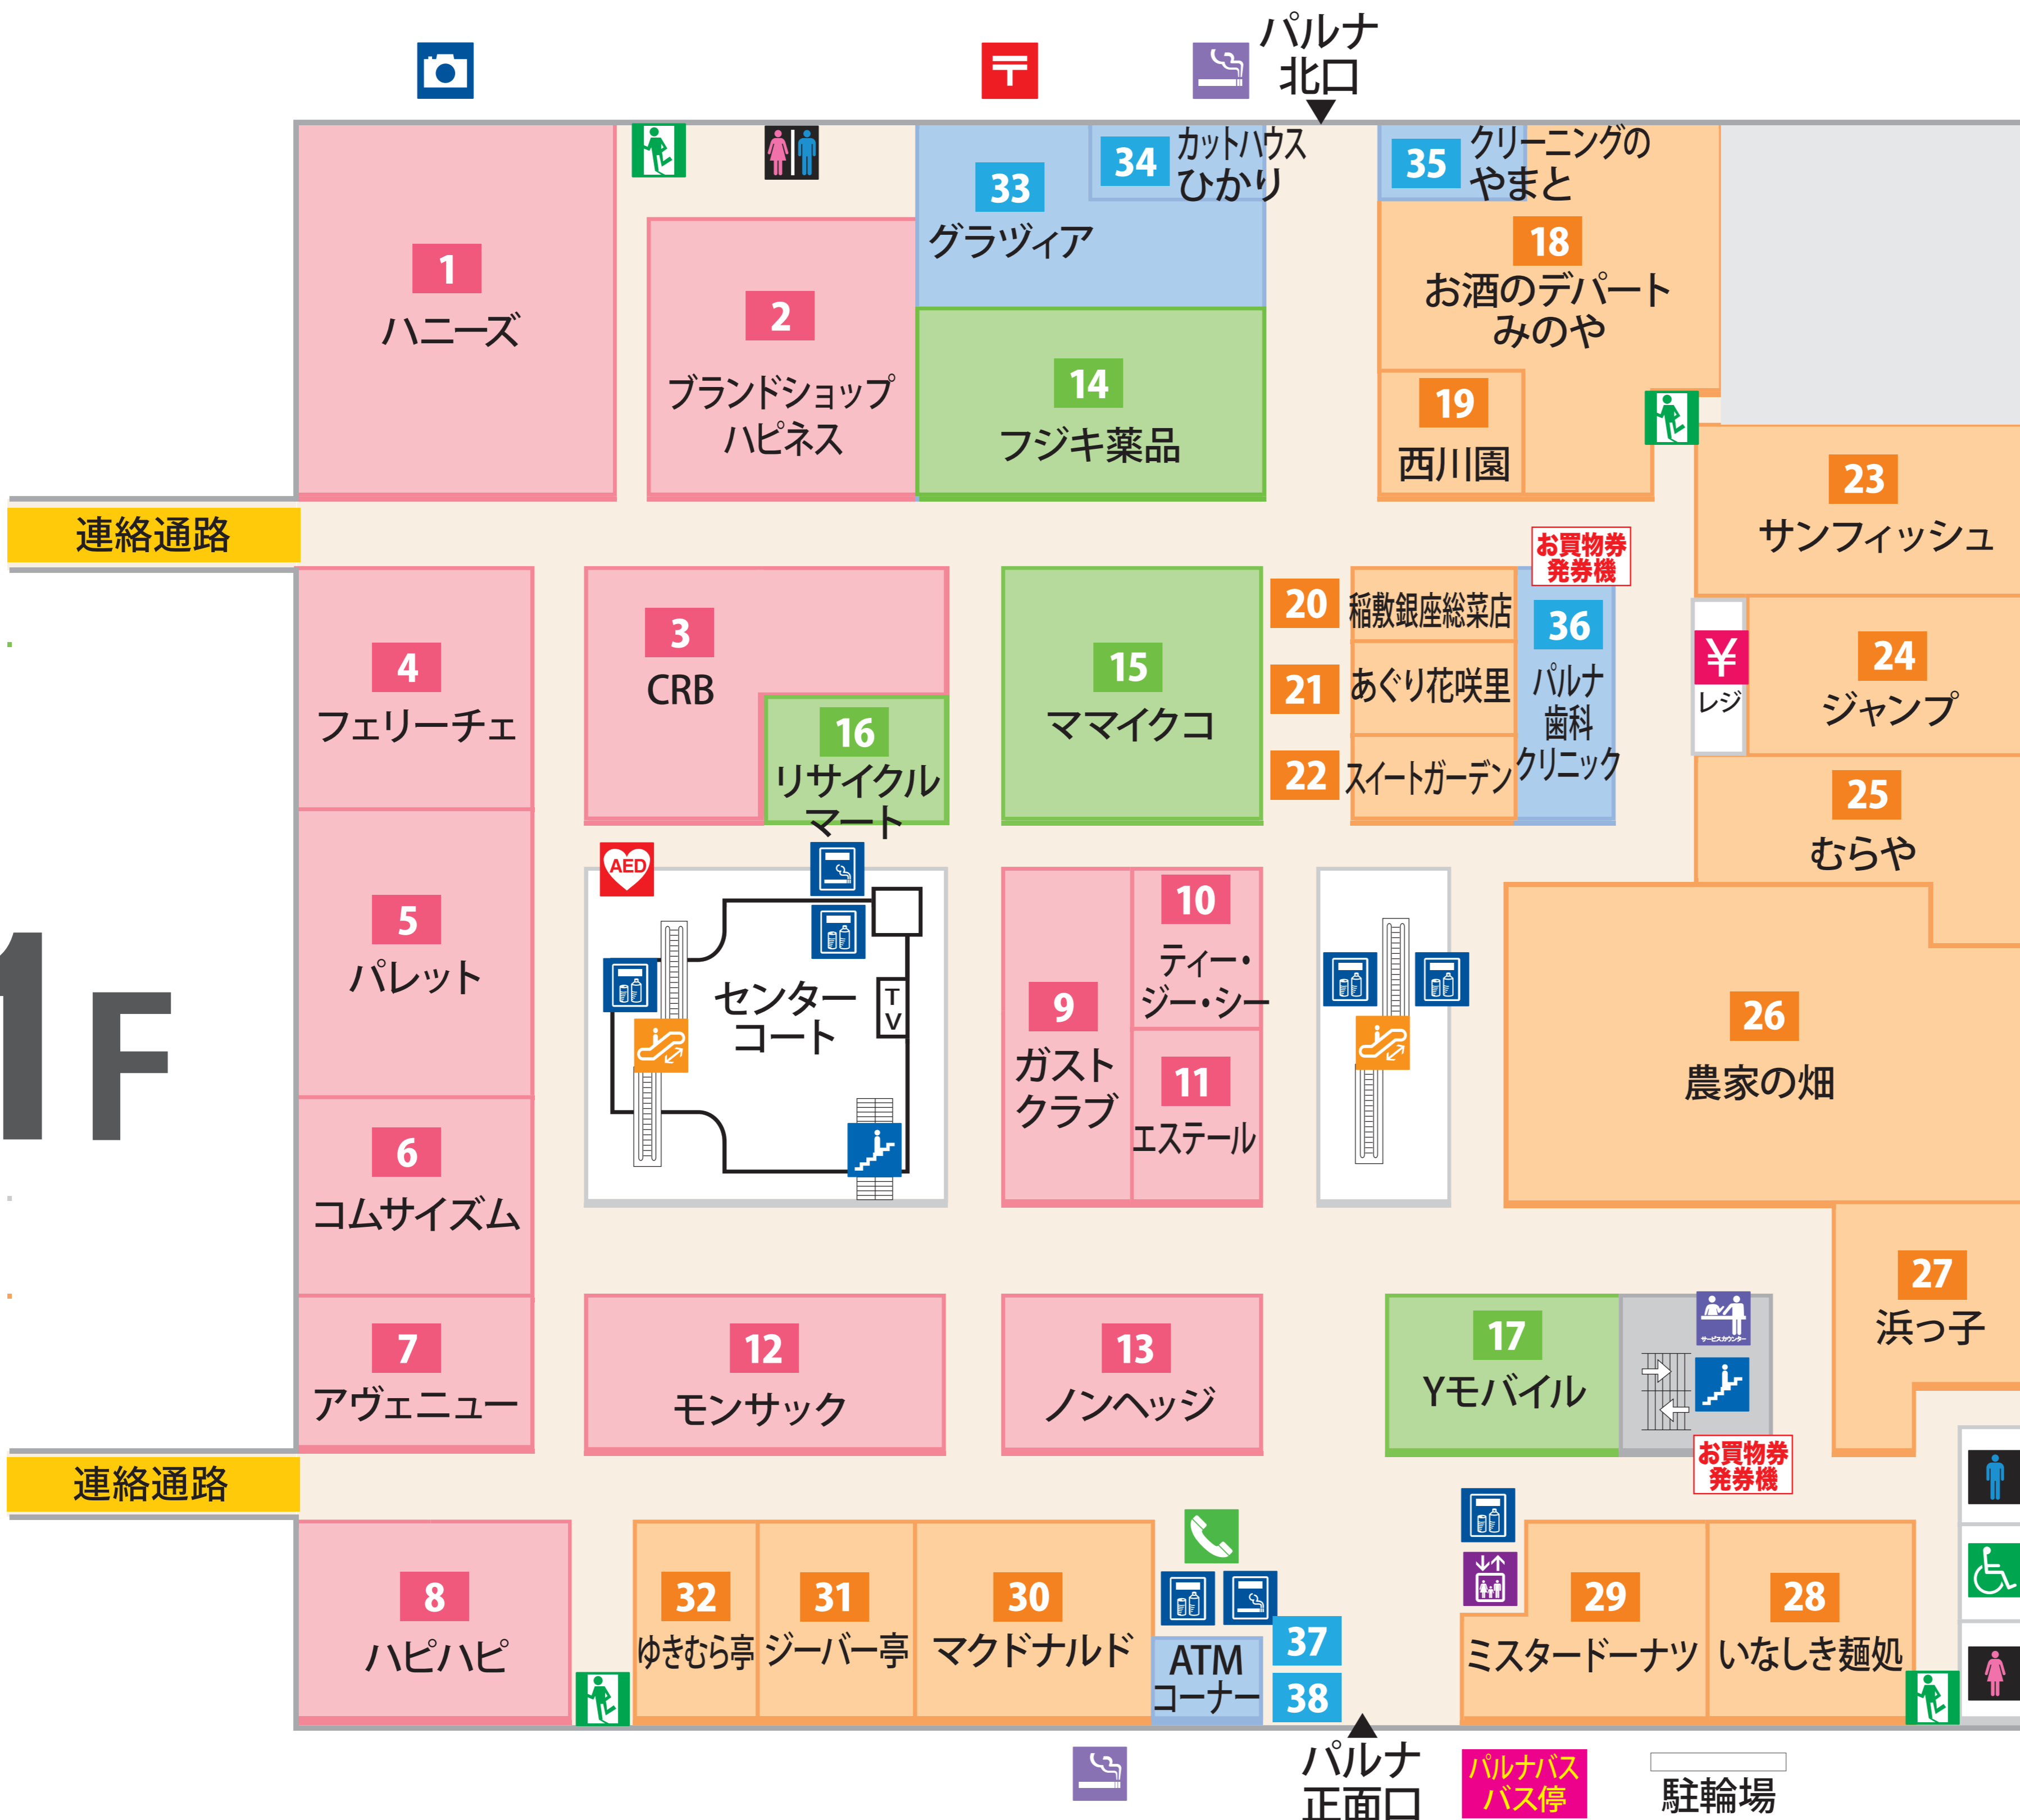 パルナ
北口
1
ハニーズ
2
ブランドショップ
ハピネス
33
グラヅィア
34
カットハウス
ひかり
14
フジキ薬品
35
クリーニングの
やまと
18
お酒のデパート
みのや
19
西川園
23
サンフィッシュ
連絡通路
お買物券
発券機
4
フェリーチェ
3
CRB
16
リサイクル
マート
15
ママイクコ
20
稲敷銀座総菜店
21
あぐり花咲里
22
スイートガーデン
36
パルナ
歯科
クリニック
¥
レジ
24
ジャンプ
25
むらや
1F
5
パレット
AED
センター
コート
TV
9
ガスト
クラブ
10
ティー・
ジー・シー
11
エステール
26
農家の畑
6
コムサイズム
27
浜っ子
7
アヴェニュー
12
モンサック
13
ノンヘッジ
17
Yモバイル
サービスカウンター
お買物券
発券機
連絡通路
8
ハピハピ
32
ゆきむら亭
31
ジーバー亭
30
マクドナルド
ATM
コーナー
37
38
29
ミスタードーナツ
28
いなしき麺処
パルナ
正面口
パルナバス
バス停
駐輪場